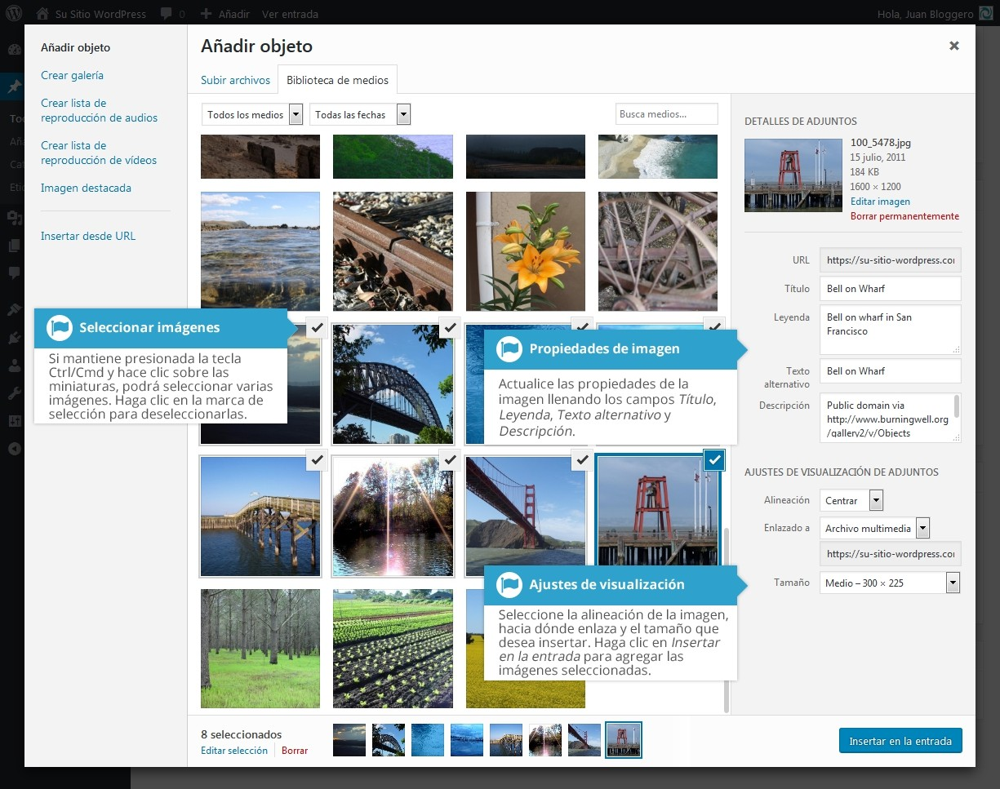 Su Sitio WordPress
0
Añadir
Ver entrada
Hola, Juan Bloggero
Añadir objeto
Crear galería
Crear lista de
reproducción de audios
Crear lista de
reproducción de vídeos
Imagen destacada
Insertar desde URL
Añadir objeto
Subir archivos
Biblioteca de medios
Todos los medios
Todas las fechas
Busca medios...
Seleccionar imágenes
Si mantiene presionada la tecla
Ctrl/Cmd y hace clic sobre las
miniaturas, podrá seleccionar varias
imágenes. Haga clic en la marca de
selección para deseleccionarlas.
Propiedades de imagen
Actualice las propiedades de la
imagen llenando los campos Título,
Leyenda, Texto alternativo y
Descripción.
Ajustes de visualización
Seleccione la alineación de la imagen,
hacia dónde enlaza y el tamaño que
desea insertar. Haga clic en Insertar
en la entrada para agregar las
imágenes seleccionadas.
DETALLES DE ADJUNTOS
100_5478.jpg
15 julio, 2011
184 KB
1600 × 1200
Editar imagen
Borrar permanentemente
URL
https://su-sitio-wordpress.co
Título
Bell on Wharf
Leyenda
Bell on wharf in San
Francisco
Texto
alternativo
Bell on Wharf
Descripción
Public domain via
http://www.burningwell.org
/gallery2/v/Objects
AJUSTES DE VISUALIZACIÓN DE ADJUNTOS
Alineación
Centrar
Enlazado a
Archivo multimedia
https://su-sitio-wordpress.co
Tamaño
Medio – 300 × 225
8 seleccionados
Editar selección
Borrar
Insertar en la entrada